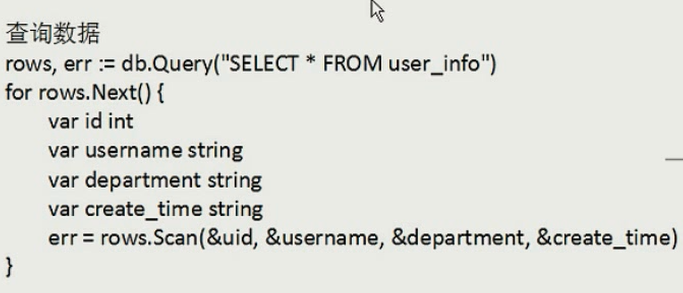 查询数据
rows, err := db.Query("SELECT * FROM user_info")
for rows.Next() {
    var id int
    var username string
    var department string
    var create_time string
    err = rows.Scan(&uid, &username, &department, &create_time)
}